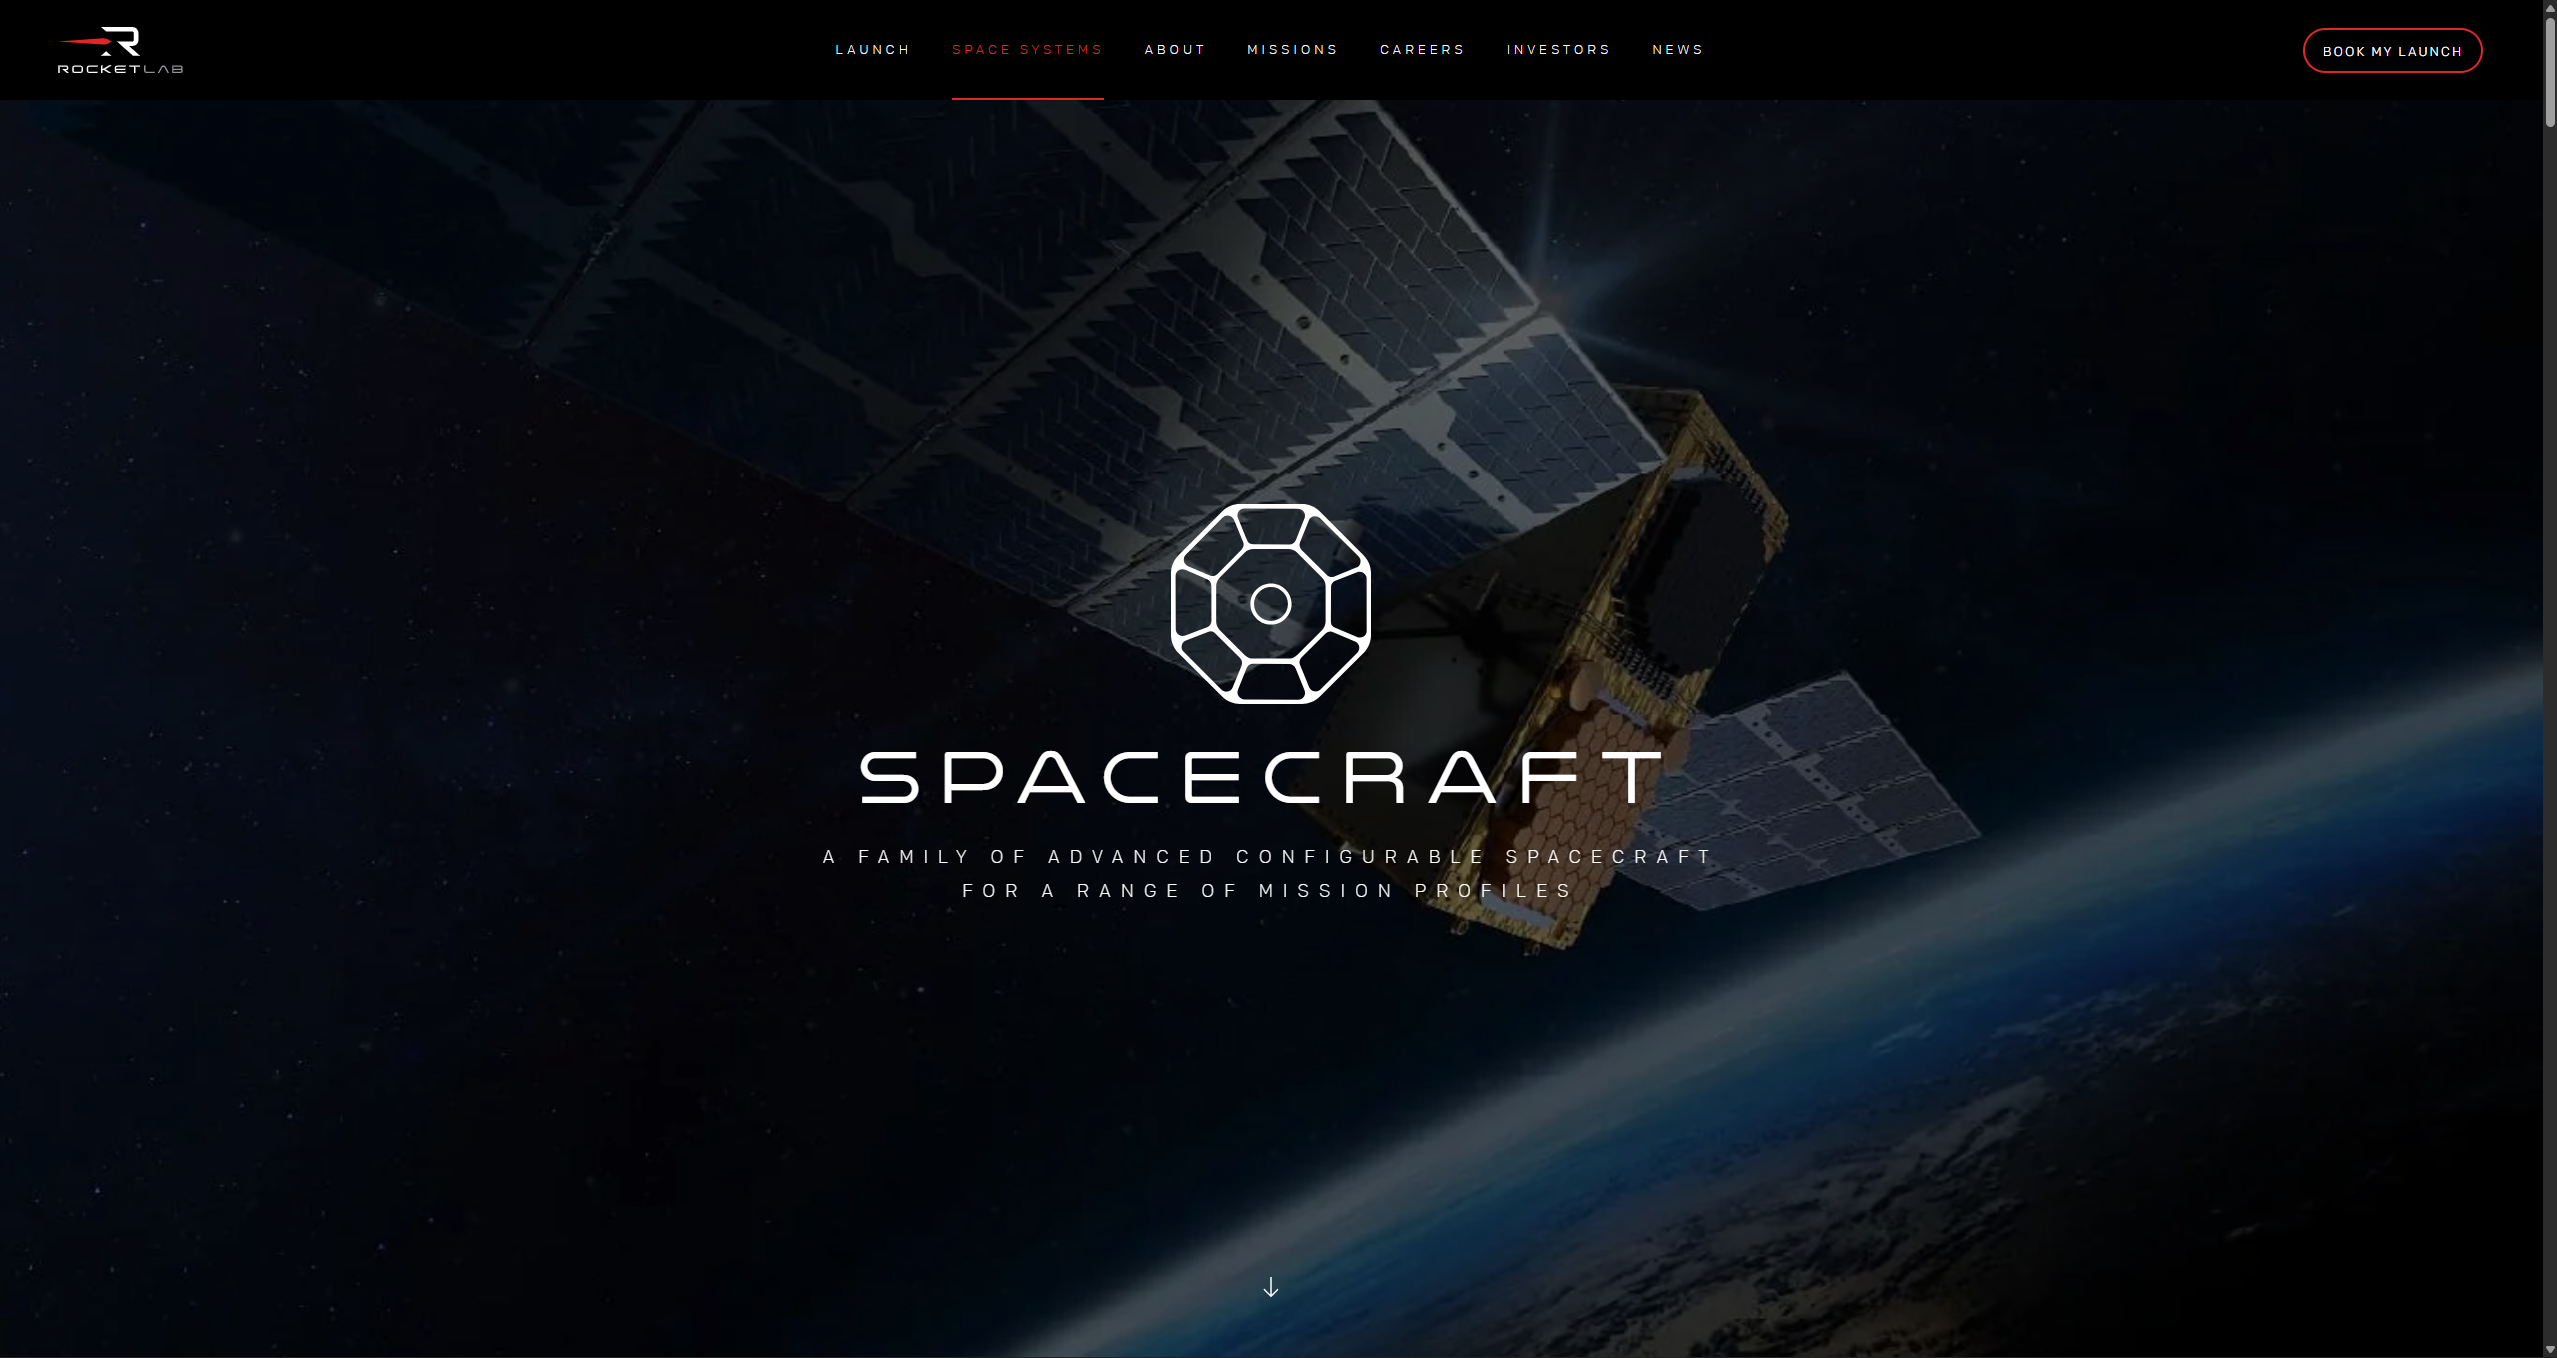 ROCKETLAB
LAUNCH SPACE SYSTEMS ABOUT MISSIONS CAREERS INVESTORS NEWS
BOOK MY LAUNCH
SPACECRAFT
A FAMILY OF ADVANCED CONFIGURABLE SPACECRAFT
FOR A RANGE OF MISSION PROFILES